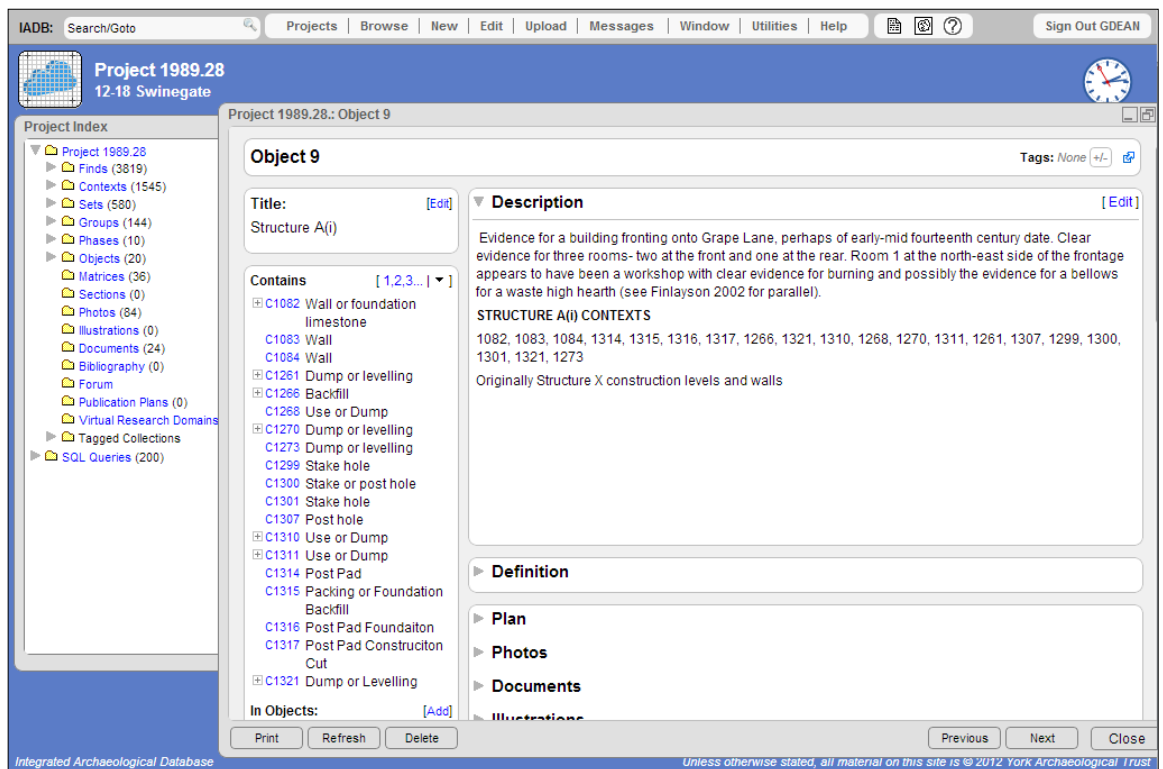 IADB: Search/Goto Projects Browse New Edit Upload Messages Window Utilities Help Sign Out GDEAN
Project 1989.28
12-18 Swinegate
Project Index
Project 1989.28
Finds (3819)
Contexts (1545)
Sets (580)
Groups (144)
Phases (10)
Objects (20)
Matrices (36)
Sections (0)
Photos (84)
Illustrations (0)
Documents (24)
Bibliography (0)
Forum
Publication Plans (0)
Virtual Research Domains
Tagged Collections
SQL Queries (200)
Project 1989.28.: Object 9
Object 9
Tags: None +/-
Title: [Edit]
Structure A(i)
Contains [ 1,2,3... | ▼ ]
C1082 Wall or foundation
limestone
C1083 Wall
C1084 Wall
C1261 Dump or levelling
C1266 Backfill
C1268 Use or Dump
C1270 Dump or levelling
C1273 Dump or levelling
C1299 Stake hole
C1300 Stake or post hole
C1301 Stake hole
C1307 Post hole
C1310 Use or Dump
C1311 Use or Dump
C1314 Post Pad
C1315 Packing or Foundation
Backfill
C1316 Post Pad Foundaiton
C1317 Post Pad Construciton
Cut
C1321 Dump or Levelling
In Objects: [Add]
Description [Edit]
Evidence for a building fronting onto Grape Lane, perhaps of early-mid fourteenth century date. Clear
evidence for three rooms- two at the front and one at the rear. Room 1 at the north-east side of the frontage
appears to have been a workshop with clear evidence for burning and possibly the evidence for a bellows
for a waste high hearth (see Finlayson 2002 for parallel).
STRUCTURE A(i) CONTEXTS
1082, 1083, 1084, 1314, 1315, 1316, 1317, 1266, 1321, 1310, 1268, 1270, 1311, 1261, 1307, 1299, 1300,
1301, 1321, 1273
Originally Structure X construction levels and walls
Definition
Plan
Photos
Documents
Illustrations
Print Refresh Delete Previous Next Close
Integrated Archaeological Database Unless otherwise stated, all material on this site is © 2012 York Archaeological Trust